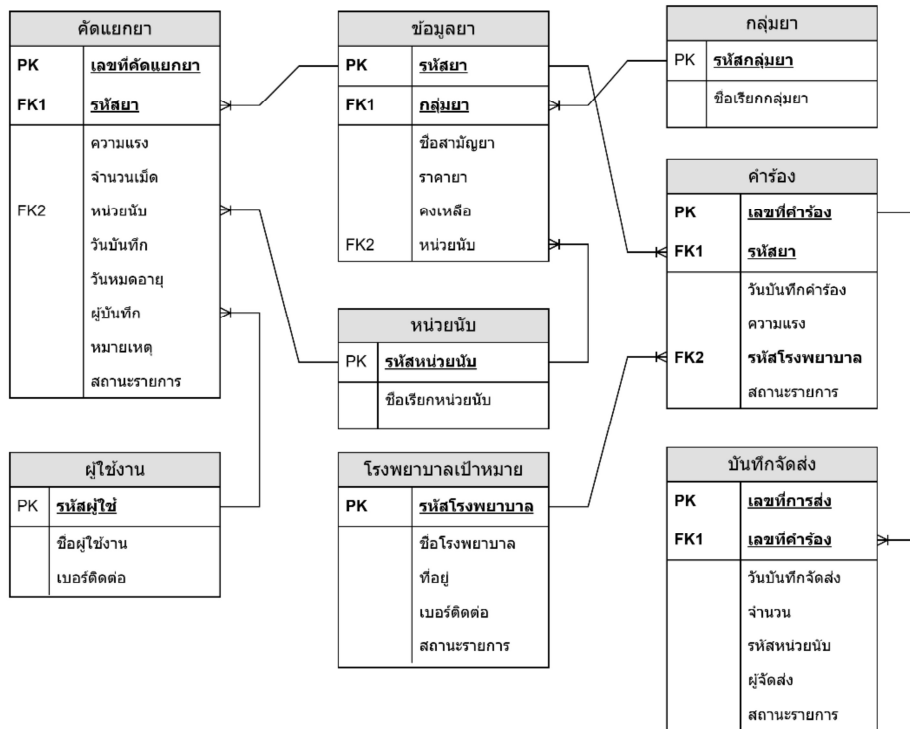 คัดแยกยา
PK เลขที่คัดแยกยา
FK1 รหัสยา
ความแรง
จำนวนเม็ด
FK2 หน่วยนับ
วันบันทึก
วันหมดอายุ
ผู้บันทึก
หมายเหตุ
สถานะรายการ
ข้อมูลยา
PK รหัสยา
FK1 กลุ่มยา
ชื่อสามัญยา
ราคายา
คงเหลือ
FK2 หน่วยนับ
กลุ่มยา
PK รหัสกลุ่มยา
ชื่อเรียกกลุ่มยา
คำร้อง
PK เลขที่คำร้อง
FK1 รหัสยา
วันบันทึกคำร้อง
ความแรง
FK2 รหัสโรงพยาบาล
สถานะรายการ
หน่วยนับ
PK รหัสหน่วยนับ
ชื่อเรียกหน่วยนับ
ผู้ใช้งาน
PK รหัสผู้ใช้
ชื่อผู้ใช้งาน
เบอร์ติดต่อ
โรงพยาบาลเป้าหมาย
PK รหัสโรงพยาบาล
ชื่อโรงพยาบาล
ที่อยู่
เบอร์ติดต่อ
สถานะรายการ
บันทึกจัดส่ง
PK เลขที่การส่ง
FK1 เลขที่คำร้อง
วันบันทึกจัดส่ง
จำนวน
รหัสหน่วยนับ
ผู้จัดส่ง
สถานะรายการ